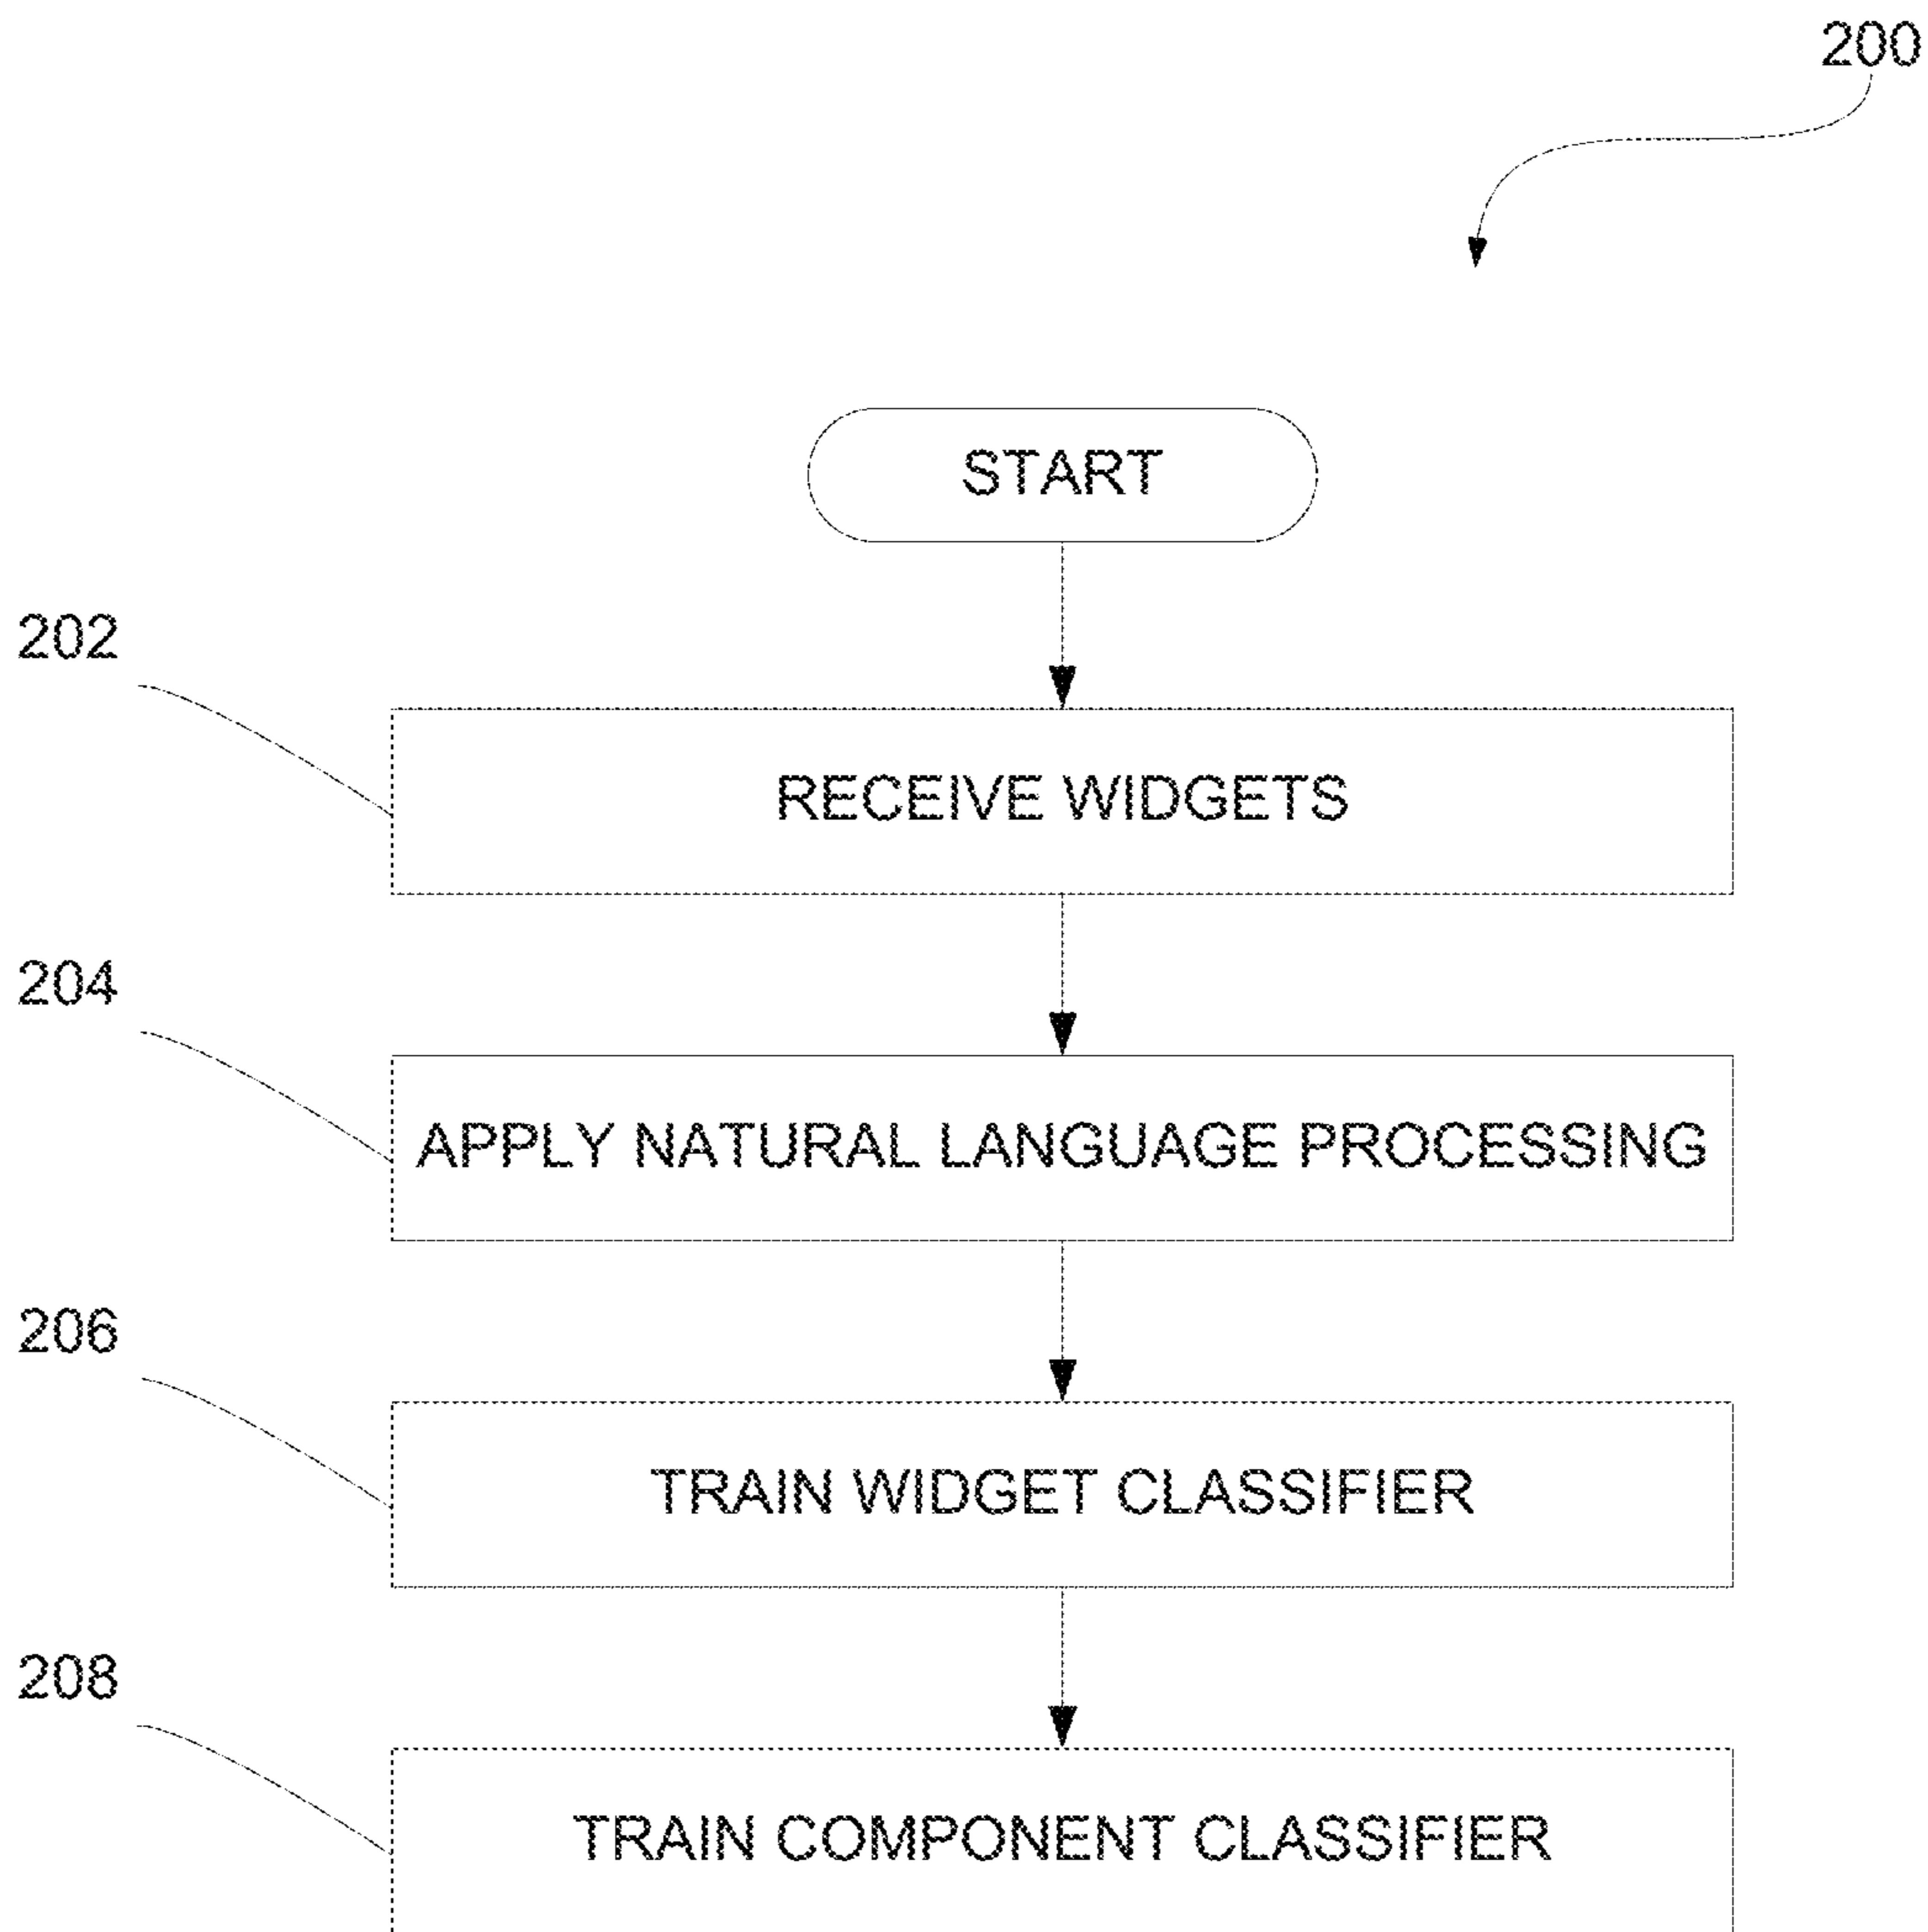 200
START
202
RECEIVE WIDGETS
204
APPLY NATURAL LANGUAGE PROCESSING
206
TRAIN WIDGET CLASSIFIER
208
TRAIN COMPONENT CLASSIFIER